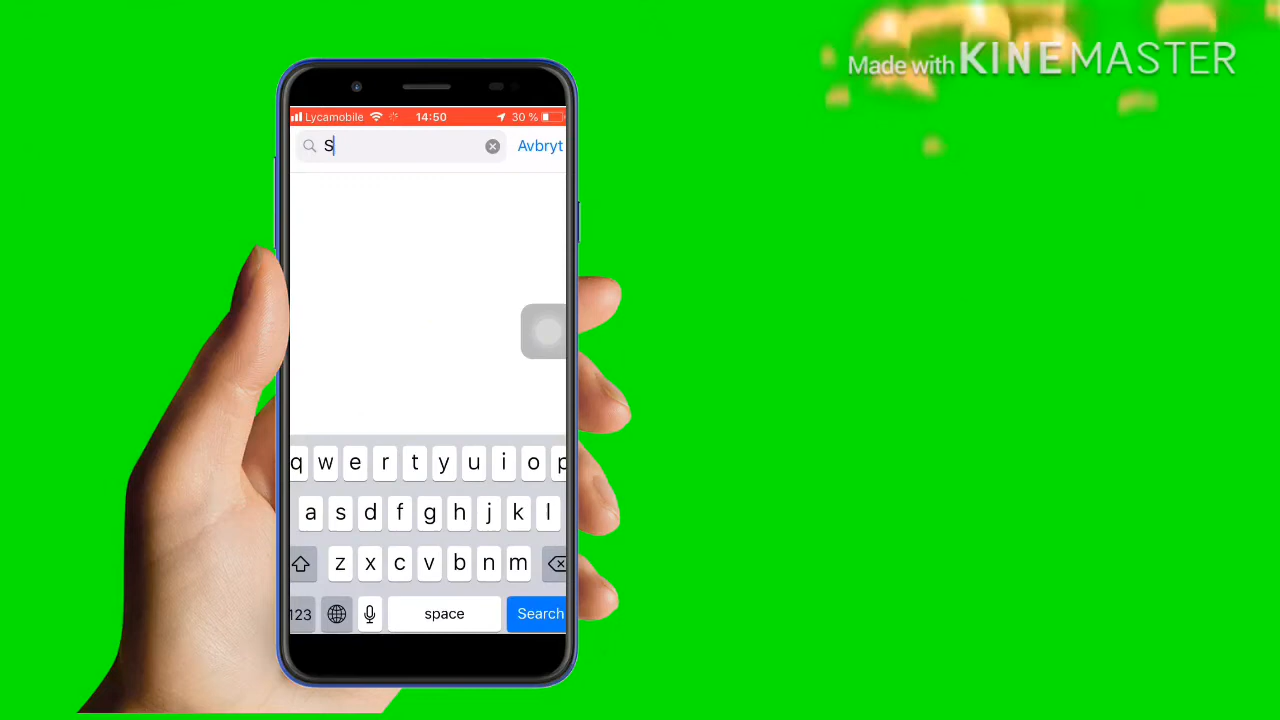 Made with KINEMASTER
Lycamobile 14:50 30 %
S Avbryt
q w e r t y u i o p
a s d f g h j k l
z x c v b n m
123 space Search